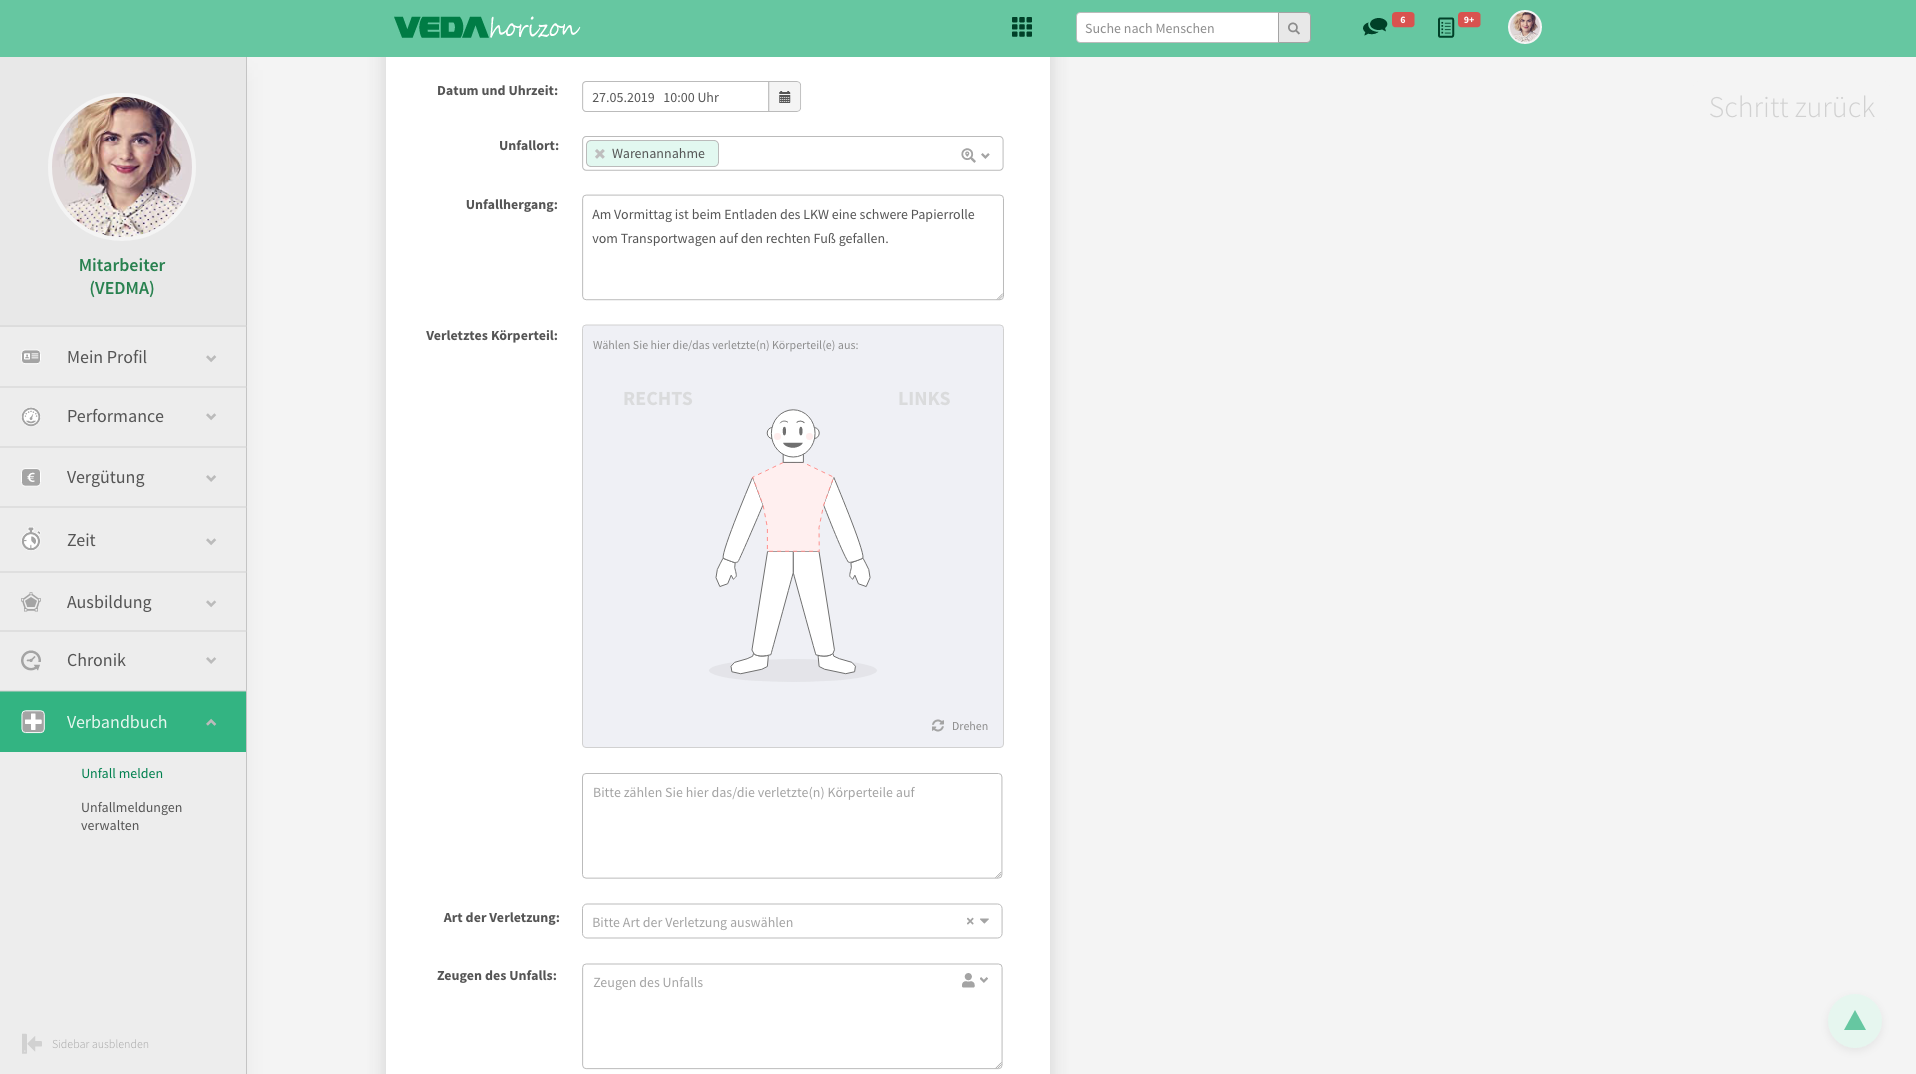 VEDA horizon
Suche nach Menschen
6
9+
Schritt zurück
Mitarbeiter
(VEDMA)
Mein Profil
Performance
Vergütung
Zeit
Ausbildung
Chronik
Verbandbuch
Unfall melden
Unfallmeldungen
verwalten
Sidebar ausblenden
Datum und Uhrzeit:
27.05.2019 10:00 Uhr
Unfallort:
Warenannahme
Unfallhergang:
Am Vormittag ist beim Entladen des LKW eine schwere Papierrolle
vom Transportwagen auf den rechten Fuß gefallen.
Verletztes Körperteil:
Wählen Sie hier die/das verletzte(n) Körperteil(e) aus:
RECHTS
LINKS
Drehen
Bitte zählen Sie hier das/die verletzte(n) Körperteile auf
Art der Verletzung:
Bitte Art der Verletzung auswählen
Zeugen des Unfalls:
Zeugen des Unfalls